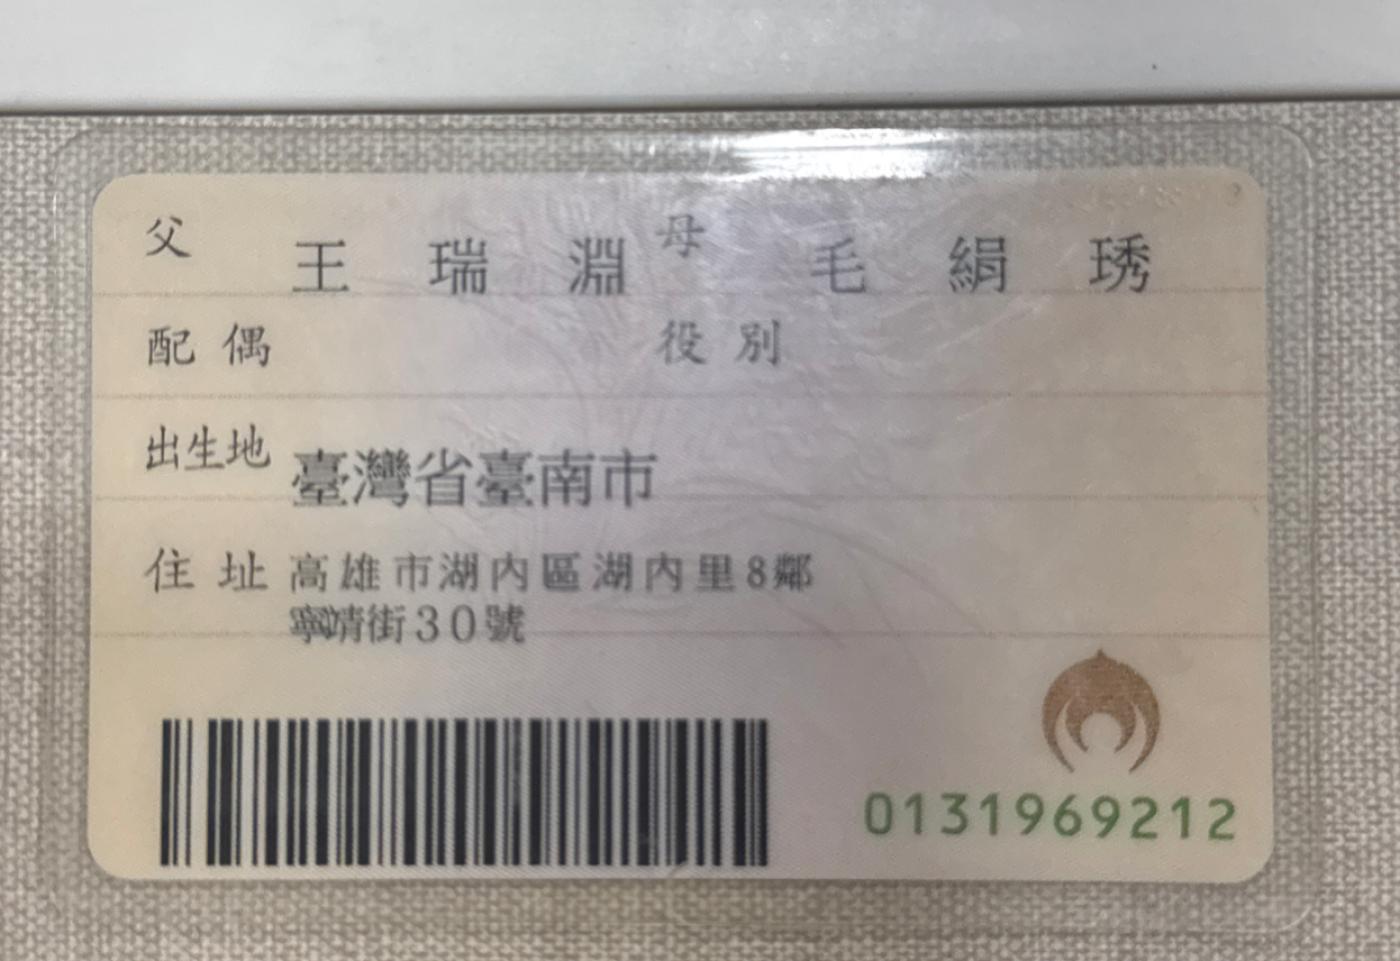 父 王瑞淵 母 毛絹琇
配偶 役別
出生地 臺灣省臺南市
住址 高雄市湖內區湖內里8鄰
寧靖街30號
0131969212